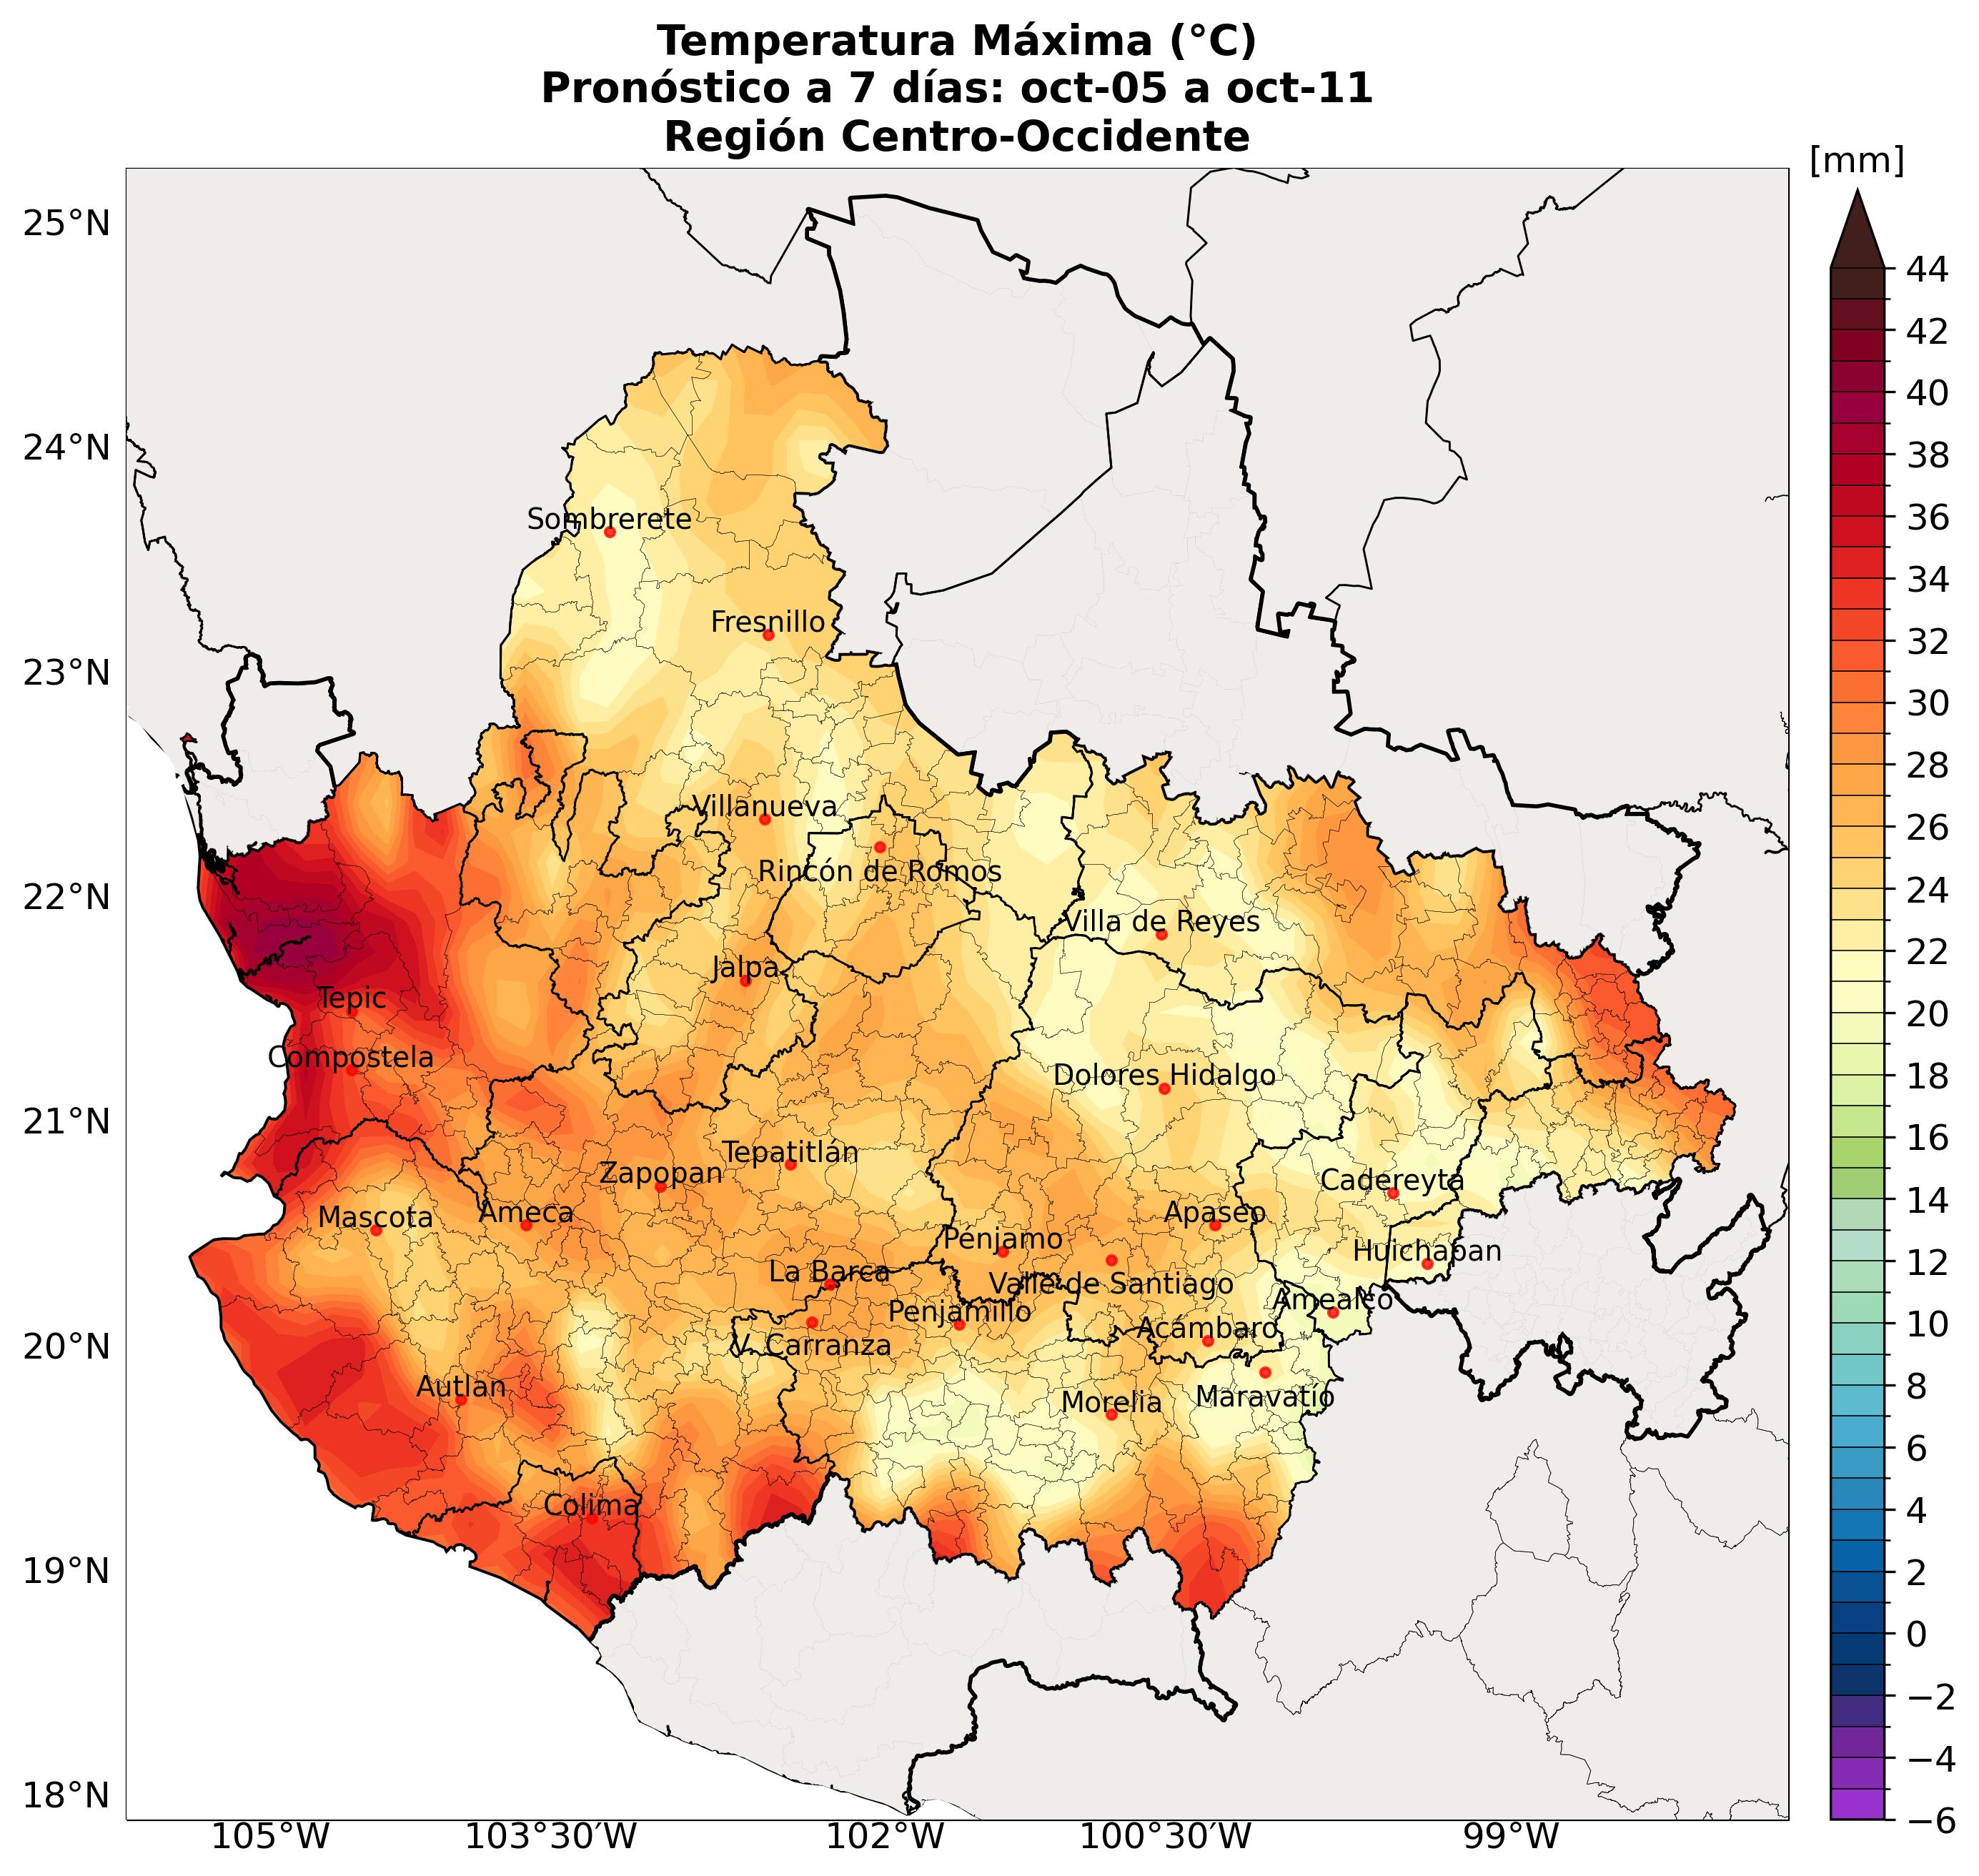 Temperatura Máxima (°C)
Pronóstico a 7 días: oct-05 a oct-11
Región Centro-Occidente
[mm]
25°N
24°N
23°N
22°N
21°N
20°N
19°N
18°N
Sombrerete
Fresnillo
Villanueva
Rincón de Romos
Villa de Reyes
Jalpa
Tepic
Compostela
Dolores Hidalgo
Tepatitlán
Zapopan
Cadereyta
Mascota
Ameca
Apaseo
Pénjamo
Huichapan
La Barca
Valle de Santiago
Amealco
Penjamillo
Acámbaro
V. Carranza
Autlan
Morelia
Maravatío
Colima
105°W
103°30′W
102°W
100°30′W
99°W
44
42
40
38
36
34
32
30
28
26
24
22
20
18
16
14
12
10
8
6
4
2
0
−2
−4
−6